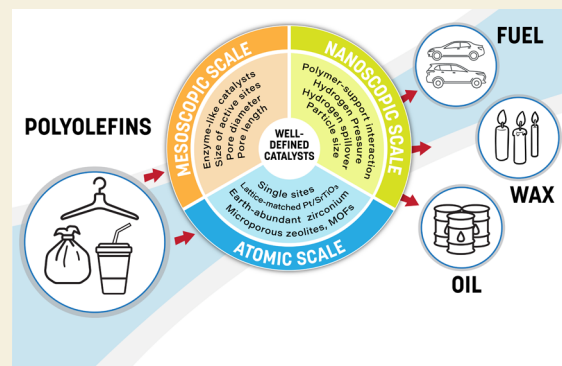 POLYOLEFINS
MESOSCOPIC SCALE
Enzyme-like catalysts
Size of active sites
Pore diameter
Pore length
NANOSCOPIC SCALE
Polymer-support interaction
Hydrogen Pressure
Hydrogen spillover
Particle size
WELL-
DEFINED
CATALYSTS
Single sites
Lattice-matched Pt/SrTiO₃
Earth-abundant zirconium
Microporous zeolites, MOFs
ATOMIC SCALE
FUEL
WAX
OIL